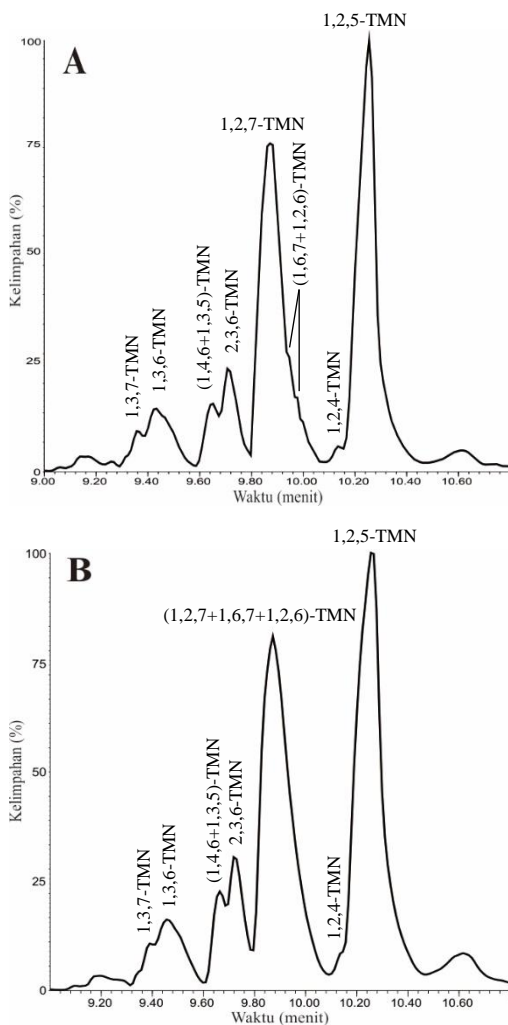 A
1,2,5-TMN
1,2,7-TMN
(1,6,7+1,2,6)-TMN
(1,4,6+1,3,5)-TMN
2,3,6-TMN
1,3,7-TMN
1,3,6-TMN
1,2,4-TMN
Kelimpahan (%)
100
75
50
25
0
9.00 9.20 9.40 9.60 9.80 10.00 10.20 10.40 10.60
Waktu (menit)
B
1,2,5-TMN
(1,2,7+1,6,7+1,2,6)-TMN
(1,4,6+1,3,5)-TMN
2,3,6-TMN
1,3,7-TMN
1,3,6-TMN
1,2,4-TMN
Kelimpahan (%)
100
75
50
25
0
9.20 9.40 9.60 9.80 10.00 10.20 10.40 10.60
Waktu (menit)